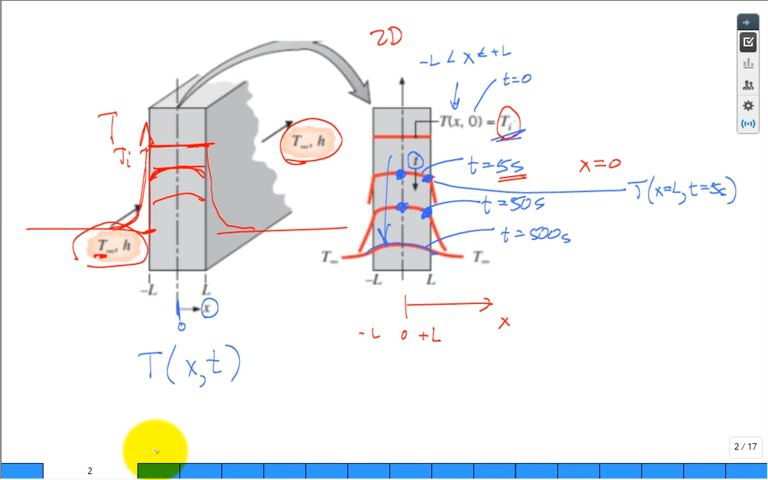 2D
-L < x < +L
t=0
T(x, 0) = Ti
T
Ti
T∞, h
t
t=5s
x=0
T(x=L, t=5s)
t=50s
T∞, h
t=500s
T∞
T∞
-L
L
-L
L
x
0
-L 0 +L
x
T(x,t)
2 / 17
2